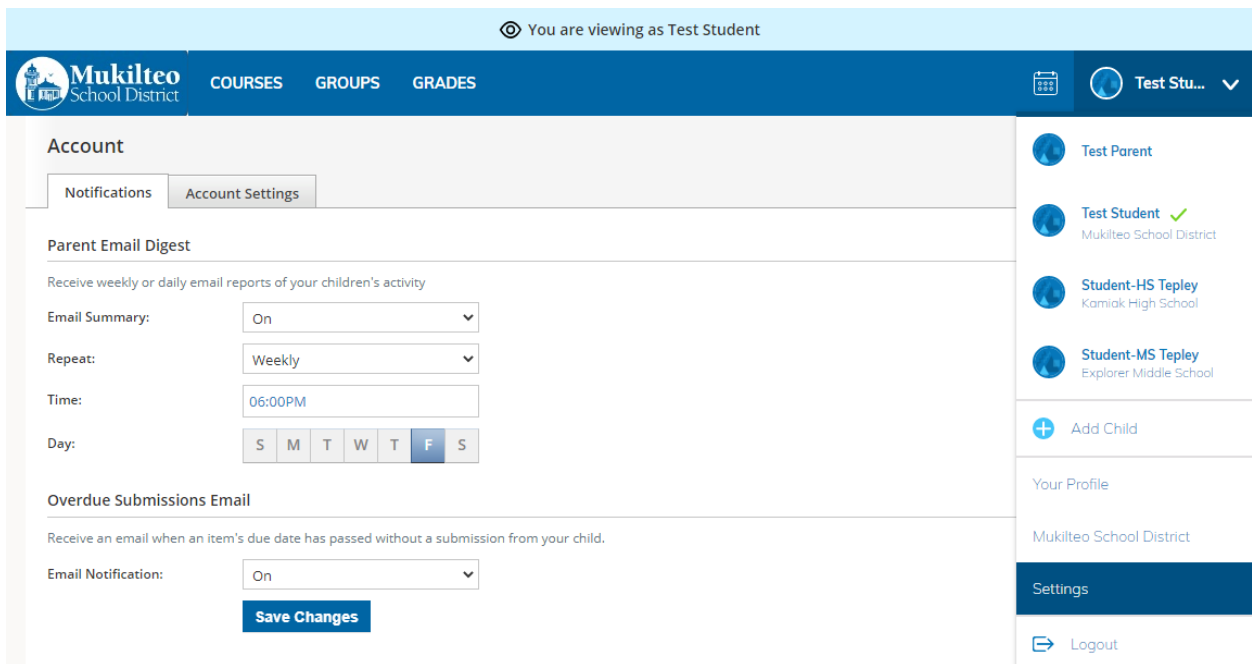 You are viewing as Test Student
Mukilteo
School District
COURSES GROUPS GRADES
Test Stu...
Account
Notifications Account Settings
Parent Email Digest
Receive weekly or daily email reports of your children's activity
Email Summary: On
Repeat: Weekly
Time: 06:00PM
Day: S M T W T F S
Overdue Submissions Email
Receive an email when an item's due date has passed without a submission from your child.
Email Notification: On
Save Changes
Test Parent
Test Student
Mukilteo School District
Student-HS Tepley
Kamiak High School
Student-MS Tepley
Explorer Middle School
Add Child
Your Profile
Mukilteo School District
Settings
Logout